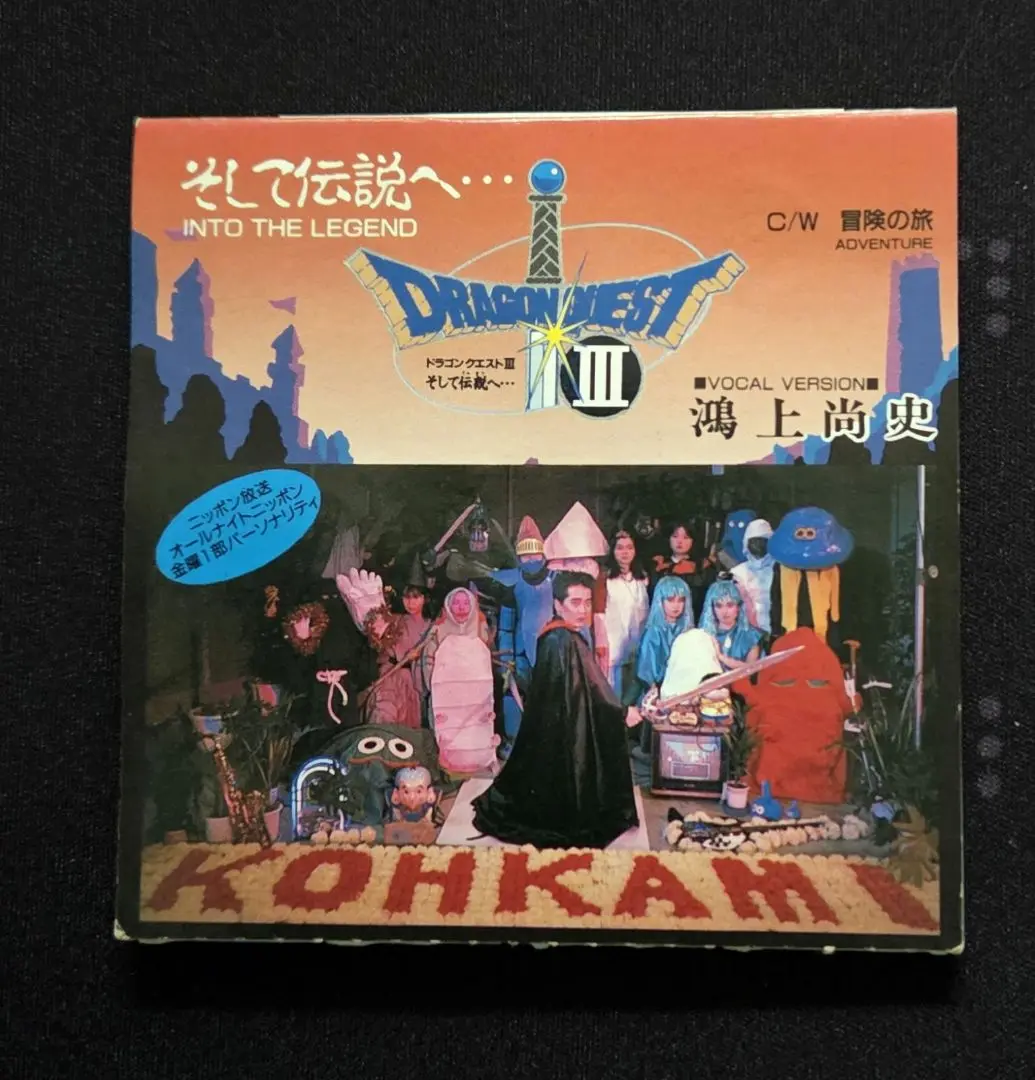 そして伝説へ…
INTO THE LEGEND
C/W 冒険の旅
ADVENTURE
DRAGON QUEST
III
ドラゴンクエストIII
そして伝説へ…
■VOCAL VERSION■
鴻上尚史
ニッポン放送
オールナイトニッポン
金曜1部パーソナリティ
KOHKAMI